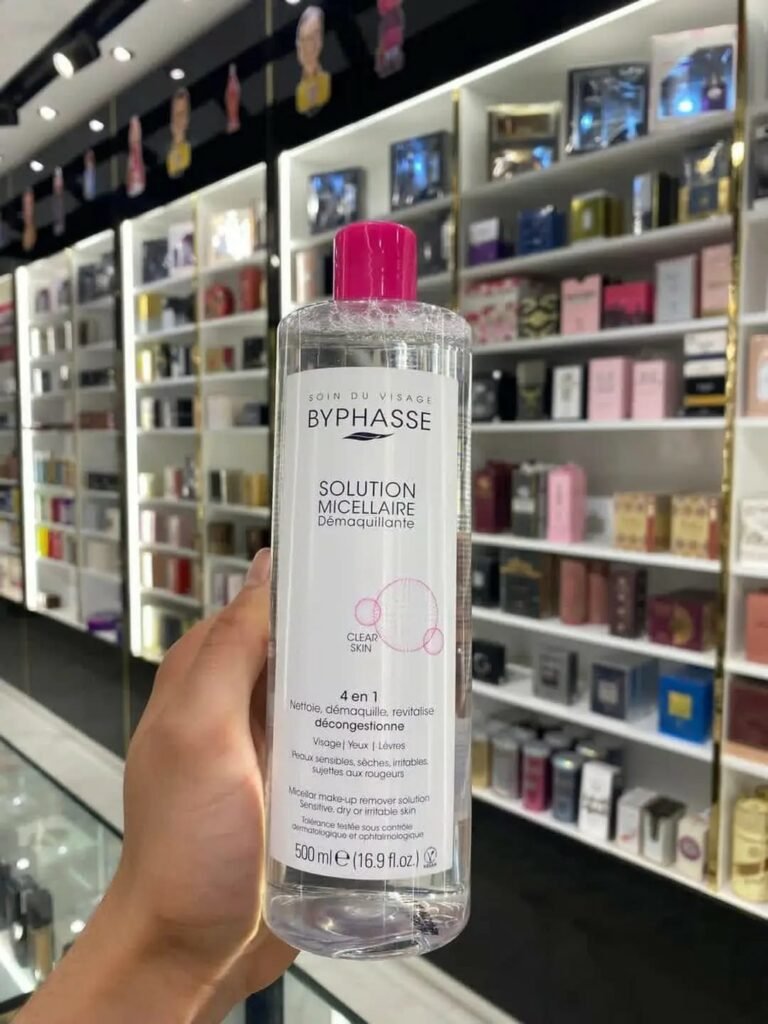 SOIN DU VISAGE
BYPHASSE
SOLUTION
MICELLAIRE
Démaquillante
CLEAR
SKIN
4 en 1
Nettoie, démaquille, revitalise
décongestionne
Visage| Yeux | Lèvres
Peaux sensibles, sèches, irritables,
sujettes aux rougeurs
Micellar make-up remover solution
Sensitive, dry or irritable skin
Tolérance testée sous contrôle
dermatologique et ophtalmologique
500 ml ℮ (16.9 fl.oz.)
VEGAN